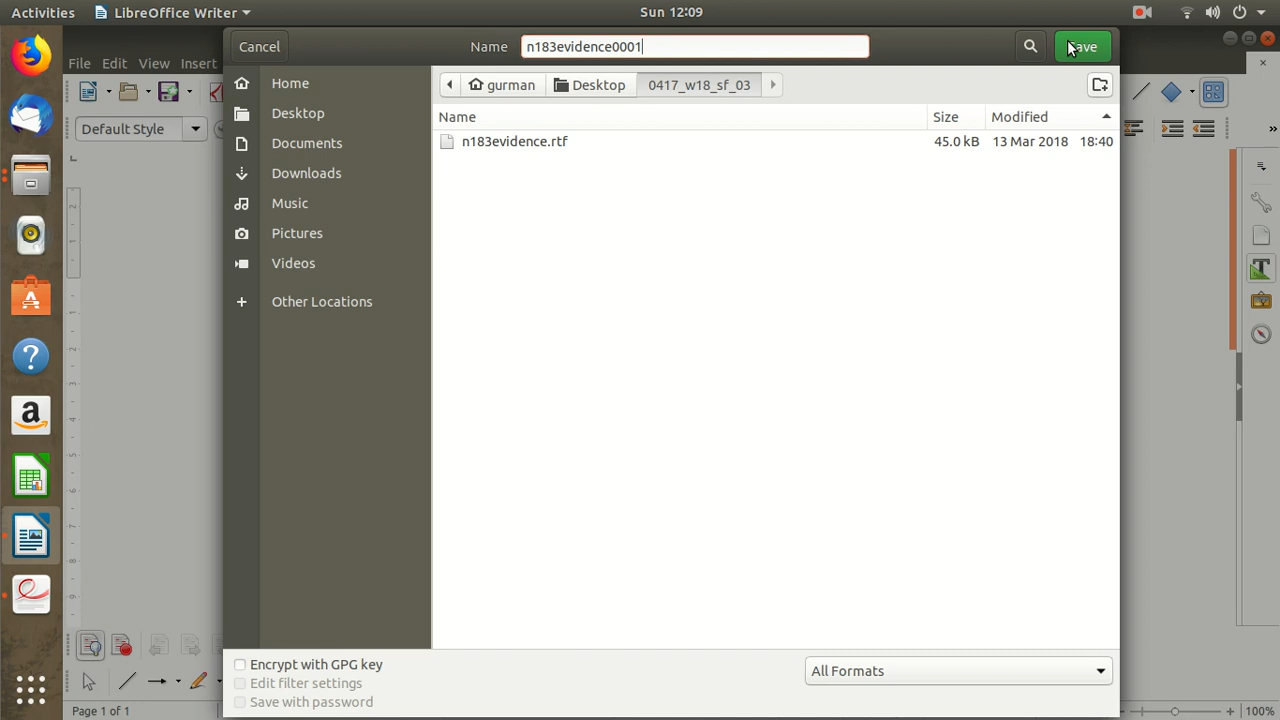 Activities
LibreOffice Writer
Sun 12:09
Cancel
Name
n183evidence0001
File Edit View Insert
Home
gurman
Desktop
0417_w18_sf_03
Name
Size
Modified
Default Style
Desktop
n183evidence.rtf
45.0 kB
13 Mar 2018
18:40
Documents
Downloads
Music
Pictures
Videos
Other Locations
Encrypt with GPG key
All Formats
Edit filter settings
Save with password
Page 1 of 1
100%